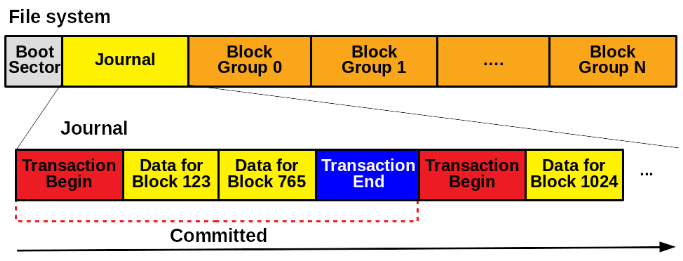 File system
Boot Sector
Journal
Block Group 0
Block Group 1
....
Block Group N
Journal
Transaction Begin
Data for Block 123
Data for Block 765
Transaction End
Transaction Begin
Data for Block 1024
...
Committed